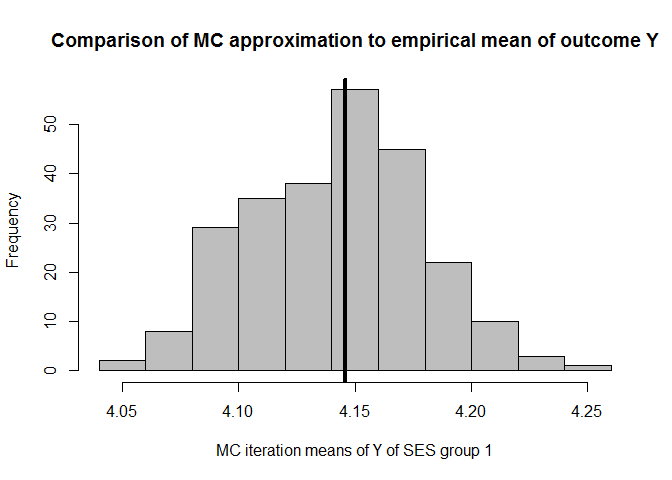 Comparison of MC approximation to empirical mean of outcome Y
Frequency
50
40
30
20
10
0
4.05 4.10 4.15 4.20 4.25
MC iteration means of Y of SES group 1